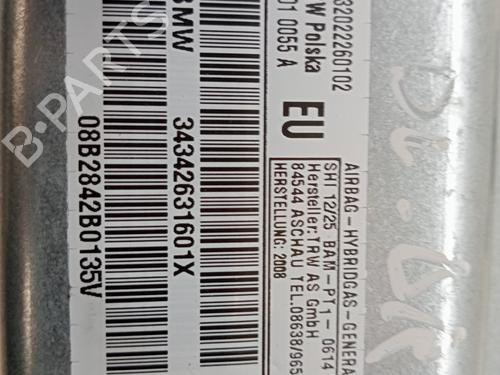 32022260102
W Polska
01 0055 A
EU
AIRBAG-HYBRIDGAS-GENERA
SHI 12/25 BAM-PT1-0614
Hersteller: TRW AS GmbH
84544 ASCHAU, TEL.08638/965
HERSTELLUNG: 2008
BMW
34342631601X
08B2842B0135V
B-PARTS